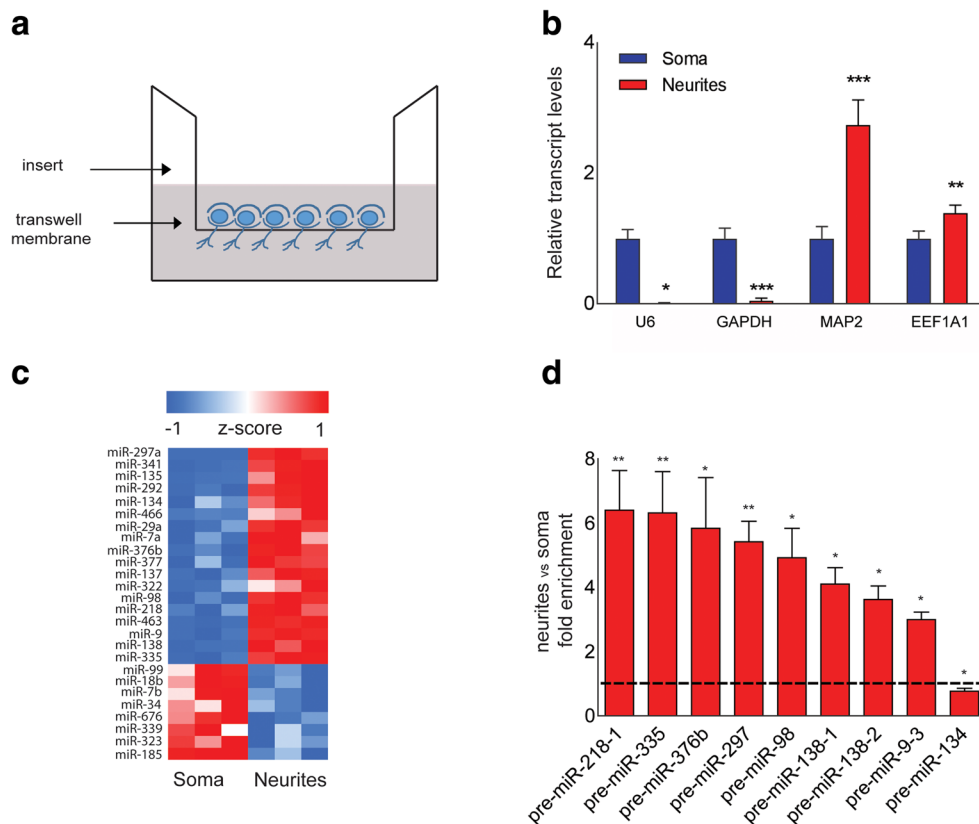 a
insert
transwell
membrane
b
Relative transcript levels
4
2
0
Soma
Neurites
*
***
***
**
U6
GAPDH
MAP2
EEF1A1
c
-1 z-score 1
miR-297a
miR-341
miR-135
miR-292
miR-134
miR-466
miR-29a
miR-7a
miR-376b
miR-377
miR-137
miR-322
miR-98
miR-218
miR-463
miR-9
miR-138
miR-335
miR-99
miR-18b
miR-7b
miR-34
miR-676
miR-339
miR-323
miR-185
Soma Neurites
d
neurites vs soma
fold enrichment
8
6
4
2
0
**
**
*
**
*
*
*
*
*
pre-miR-218-1
pre-miR-335
pre-miR-376b
pre-miR-297
pre-miR-98
pre-miR-138-1
pre-miR-138-2
pre-miR-9-3
pre-miR-134